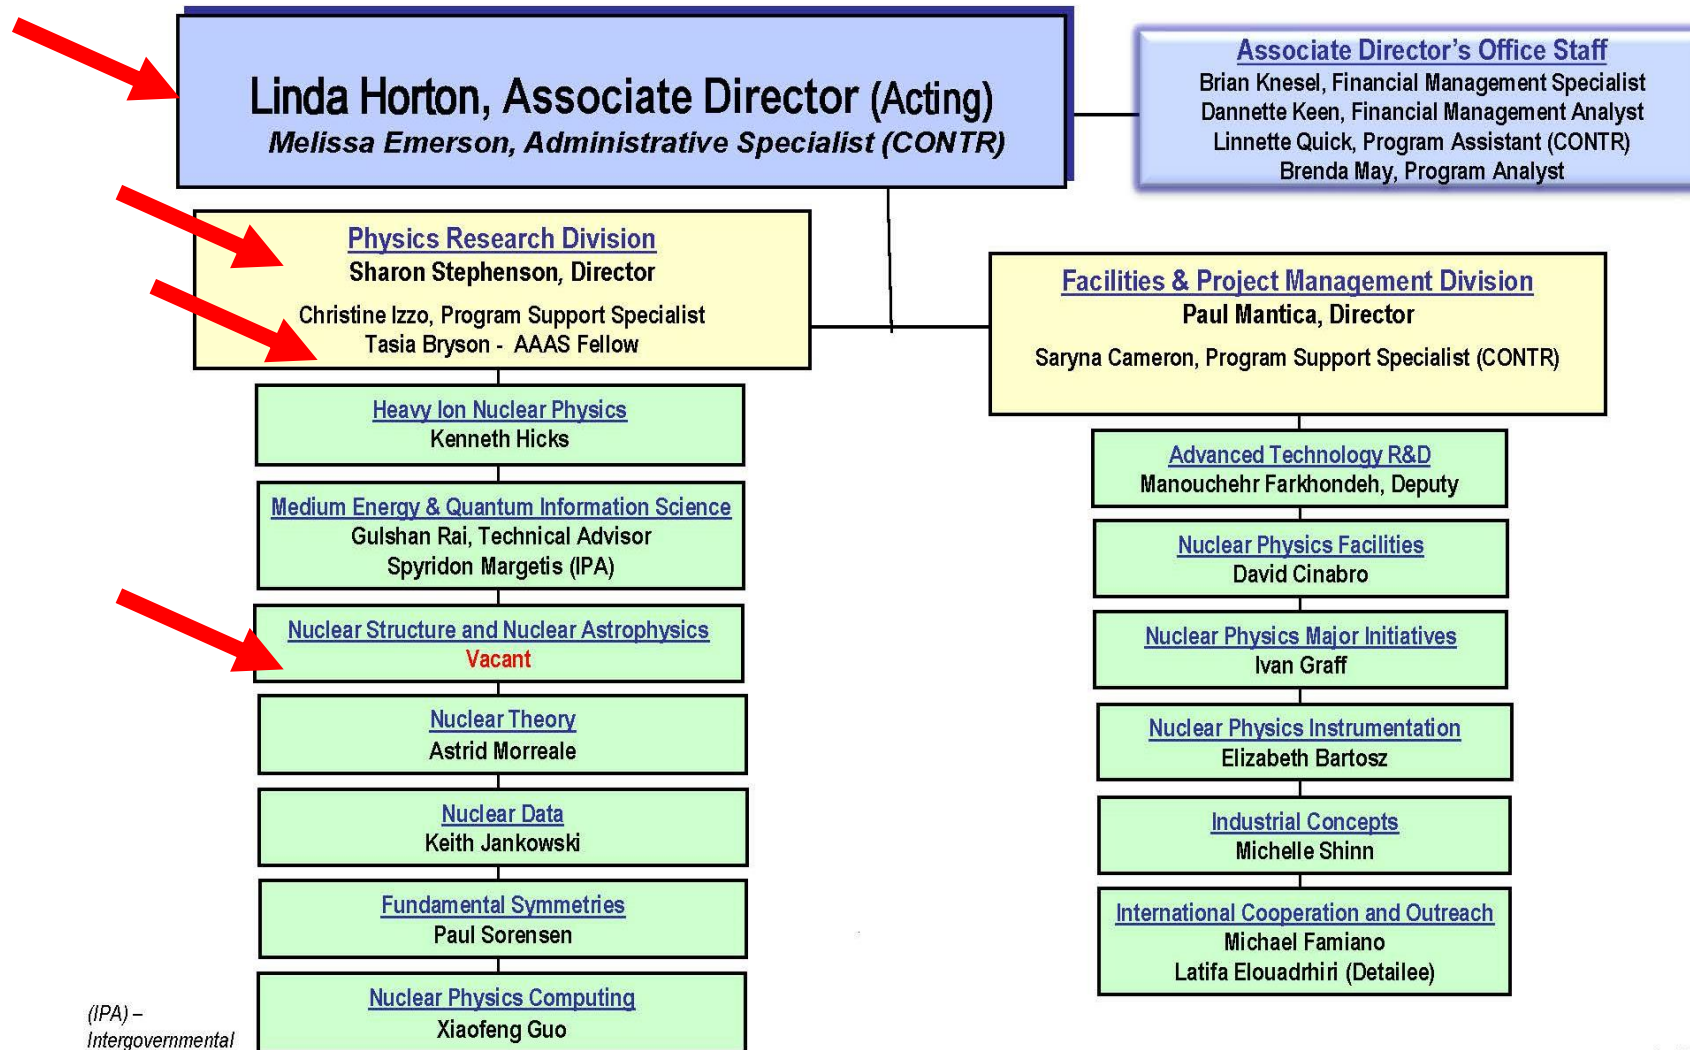 Linda Horton, Associate Director (Acting)
Melissa Emerson, Administrative Specialist (CONTR)
Associate Director's Office Staff
Brian Knesel, Financial Management Specialist
Dannette Keen, Financial Management Analyst
Linnette Quick, Program Assistant (CONTR)
Brenda May, Program Analyst
Physics Research Division
Sharon Stephenson, Director
Christine Izzo, Program Support Specialist
Tasia Bryson - AAAS Fellow
Facilities & Project Management Division
Paul Mantica, Director
Saryna Cameron, Program Support Specialist (CONTR)
Heavy Ion Nuclear Physics
Kenneth Hicks
Medium Energy & Quantum Information Science
Gulshan Rai, Technical Advisor
Spyridon Margetis (IPA)
Nuclear Structure and Nuclear Astrophysics
Vacant
Nuclear Theory
Astrid Morreale
Nuclear Data
Keith Jankowski
Fundamental Symmetries
Paul Sorensen
Nuclear Physics Computing
Xiaofeng Guo
Advanced Technology R&D
Manouchehr Farkhondeh, Deputy
Nuclear Physics Facilities
David Cinabro
Nuclear Physics Major Initiatives
Ivan Graff
Nuclear Physics Instrumentation
Elizabeth Bartosz
Industrial Concepts
Michelle Shinn
International Cooperation and Outreach
Michael Famiano
Latifa Elouadrhiri (Detailee)
(IPA) –
Intergovernmental